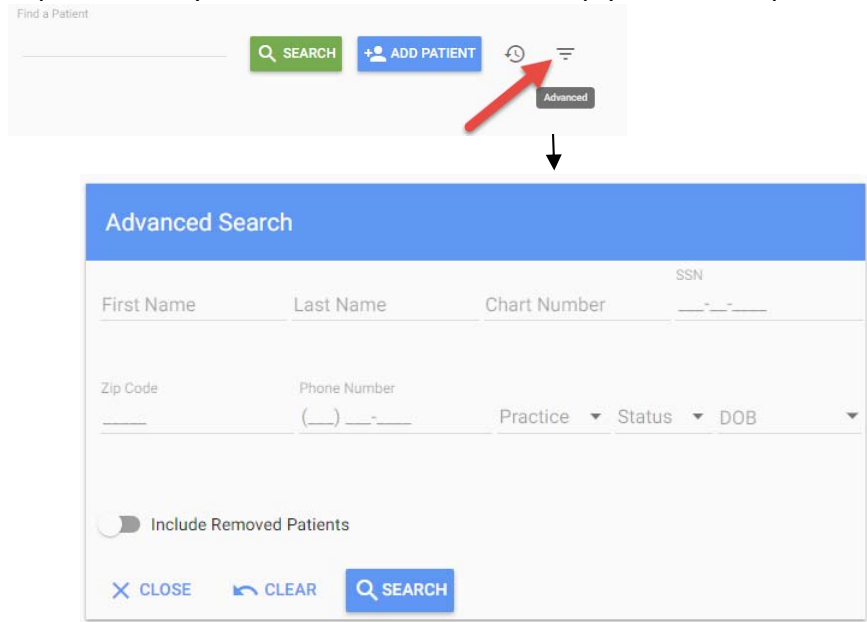 Find a Patient
SEARCH ADD PATIENT
Advanced
Advanced Search
SSN
First Name Last Name Chart Number ___-__-____
Zip Code Phone Number
_____ (___) ___-____ Practice Status DOB
Include Removed Patients
CLOSE CLEAR SEARCH